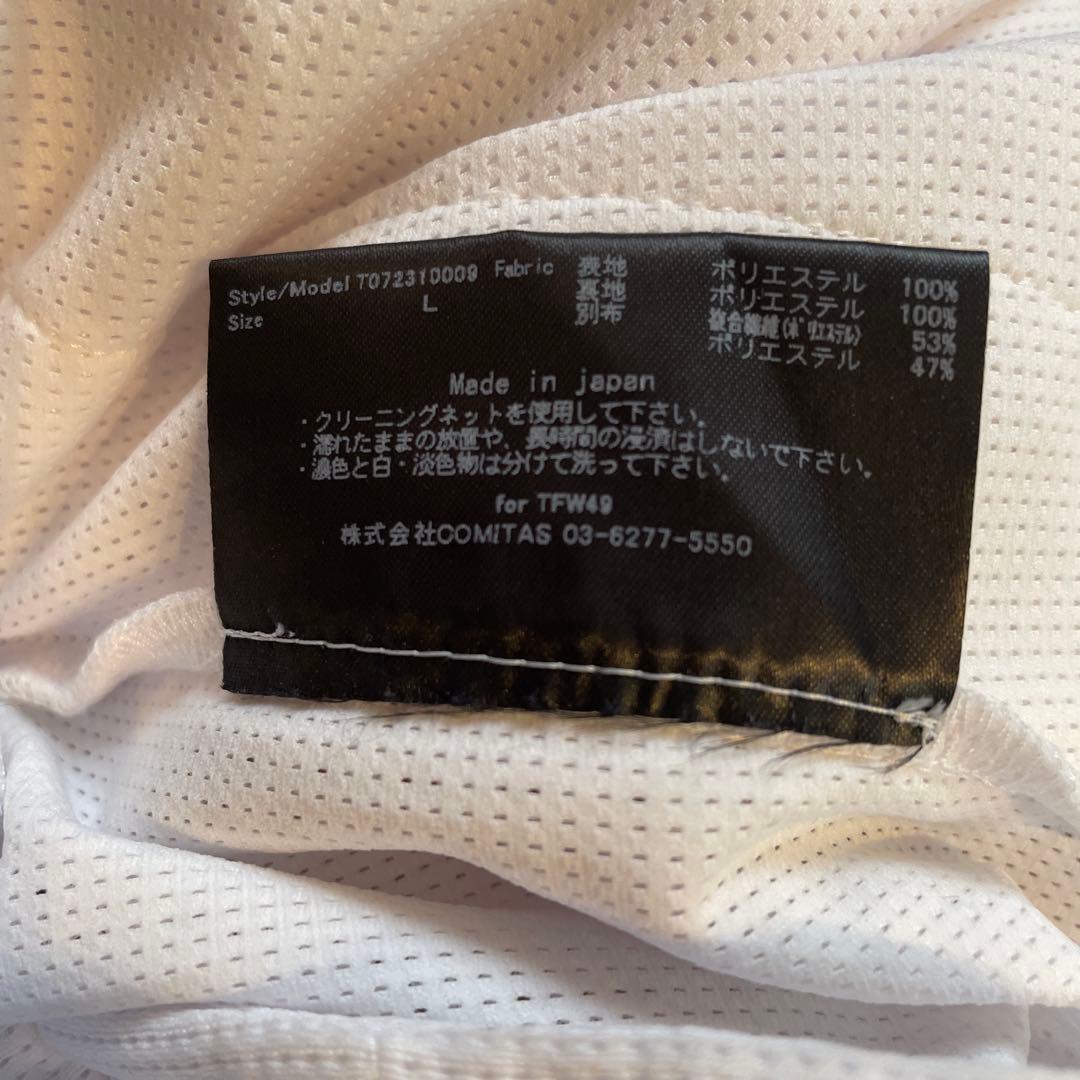 Style/Model T072310009 Fabric 表地 ポリエステル 100%
Size L 裏地 ポリエステル 100%
別布 複合繊維(ポリエステル) 53%
ポリエステル 47%
Made in japan
・クリーニングネットを使用して下さい。
・濡れたままの放置や、長時間の浸漬はしないで下さい。
・濃色と白・淡色物は分けて洗って下さい。
for TFW49
株式会社COMiTAS 03-6277-5550